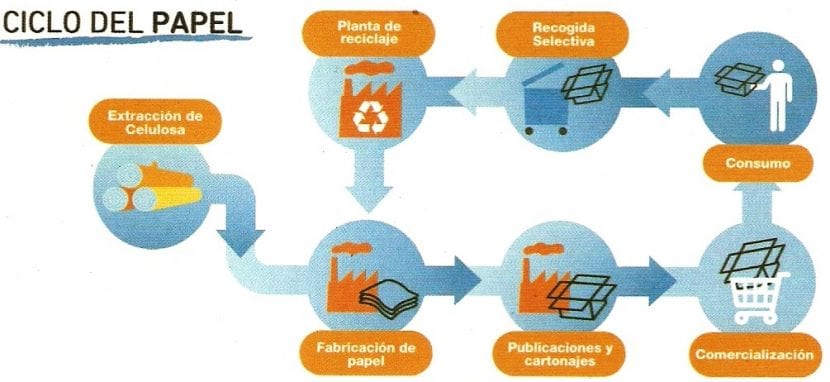 CICLO DEL PAPEL
Planta de
reciclaje
Recogida
Selectiva
Extracción de
Celulosa
Consumo
Fabricación de
papel
Publicaciones y
cartonajes
Comercialización